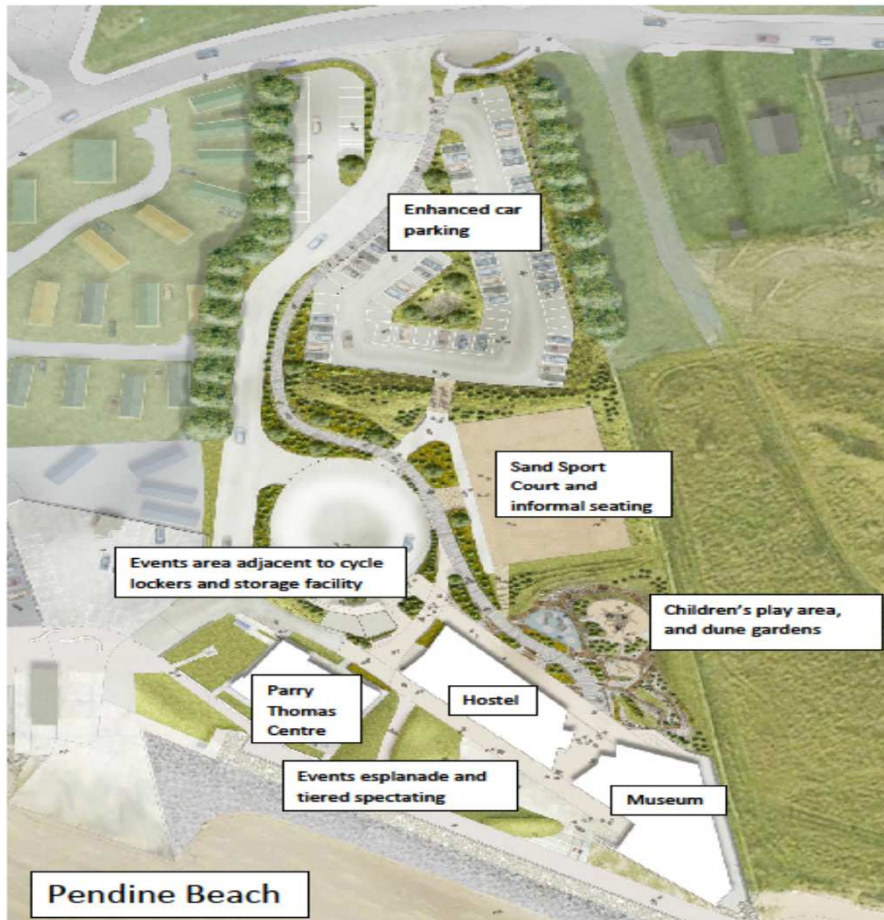 Enhanced car
parking
Sand Sport
Court and
informal seating
Events area adjacent to cycle
lockers and storage facility
Children's play area,
and dune gardens
Parry
Thomas
Centre
Hostel
Events esplanade and
tiered spectating
Museum
Pendine Beach